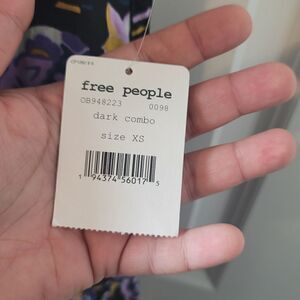 free people
OB948223 0098
dark combo
size XS
1 94374 56017 5